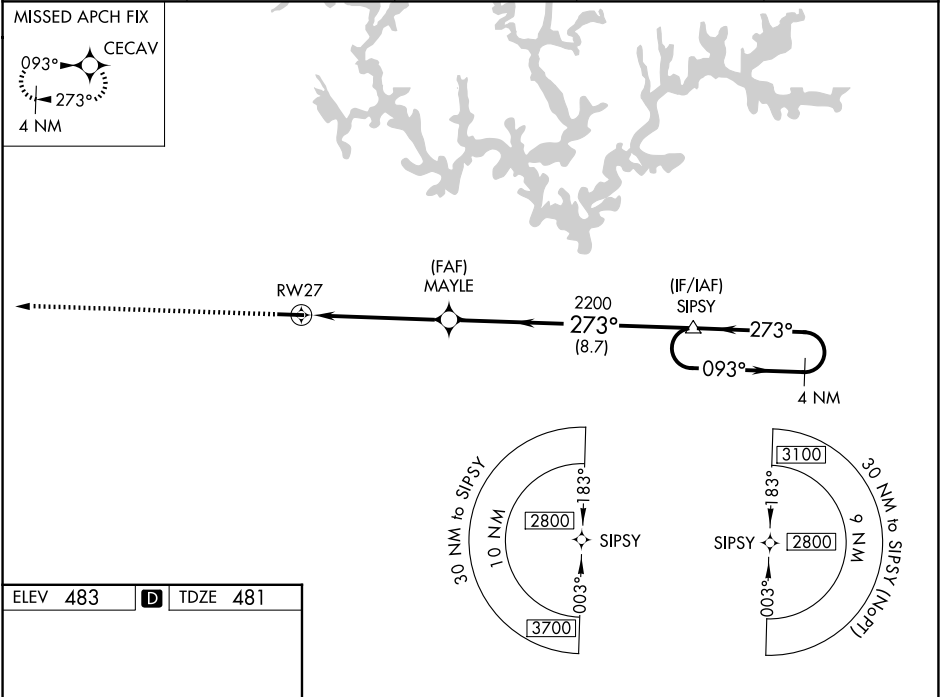 MISSED APCH FIX
CECAV
093°
273°
4 NM
(FAF)
MAYLE
RW27
2200
273°
(8.7)
(IF/IAF)
SIPSY
273°
093°
4 NM
30 NM to SIPSY
10 NM
183°
2800
SIPSY
003°
3700
3100
183°
30 NM to SIPSY (NoPT)
9 NM
SIPSY
2800
003°
ELEV 483 D TDZE 481